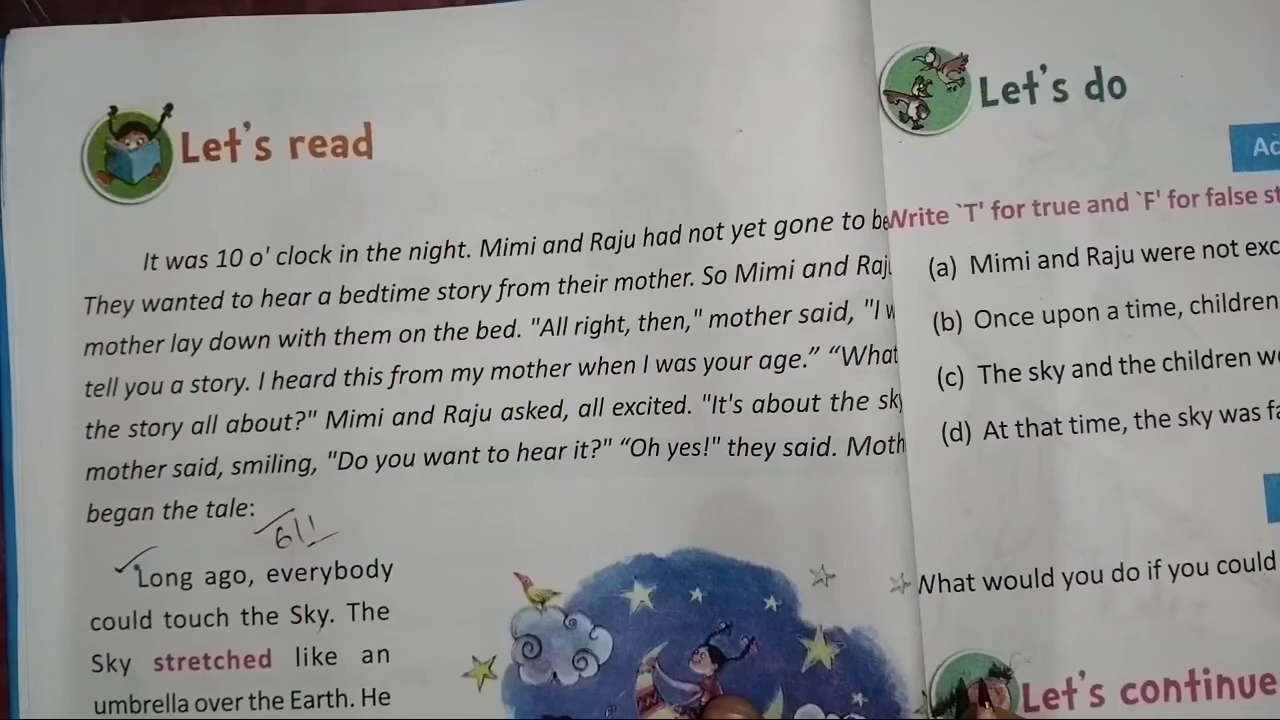 Let's read
It was 10 o' clock in the night. Mimi and Raju had not yet gone to
They wanted to hear a bedtime story from their mother. So Mimi and
mother lay down with them on the bed. "All right, then," mother said, "I
tell you a story. I heard this from my mother when I was your age.” “What
the story all about?" Mimi and Raju asked, all excited. "It's about the
mother said, smiling, "Do you want to hear it?" “Oh yes!" they said.
began the tale:
Long ago, everybody
could touch the Sky. The
Sky stretched like an
umbrella over the Earth. He
Let's do
Write `T' for true and `F' for false
(a) Mimi and Raju were not
(b) Once upon a time, children
(c) The sky and the children
(d) At that time, the sky was
What would you do if you could
Let's continue